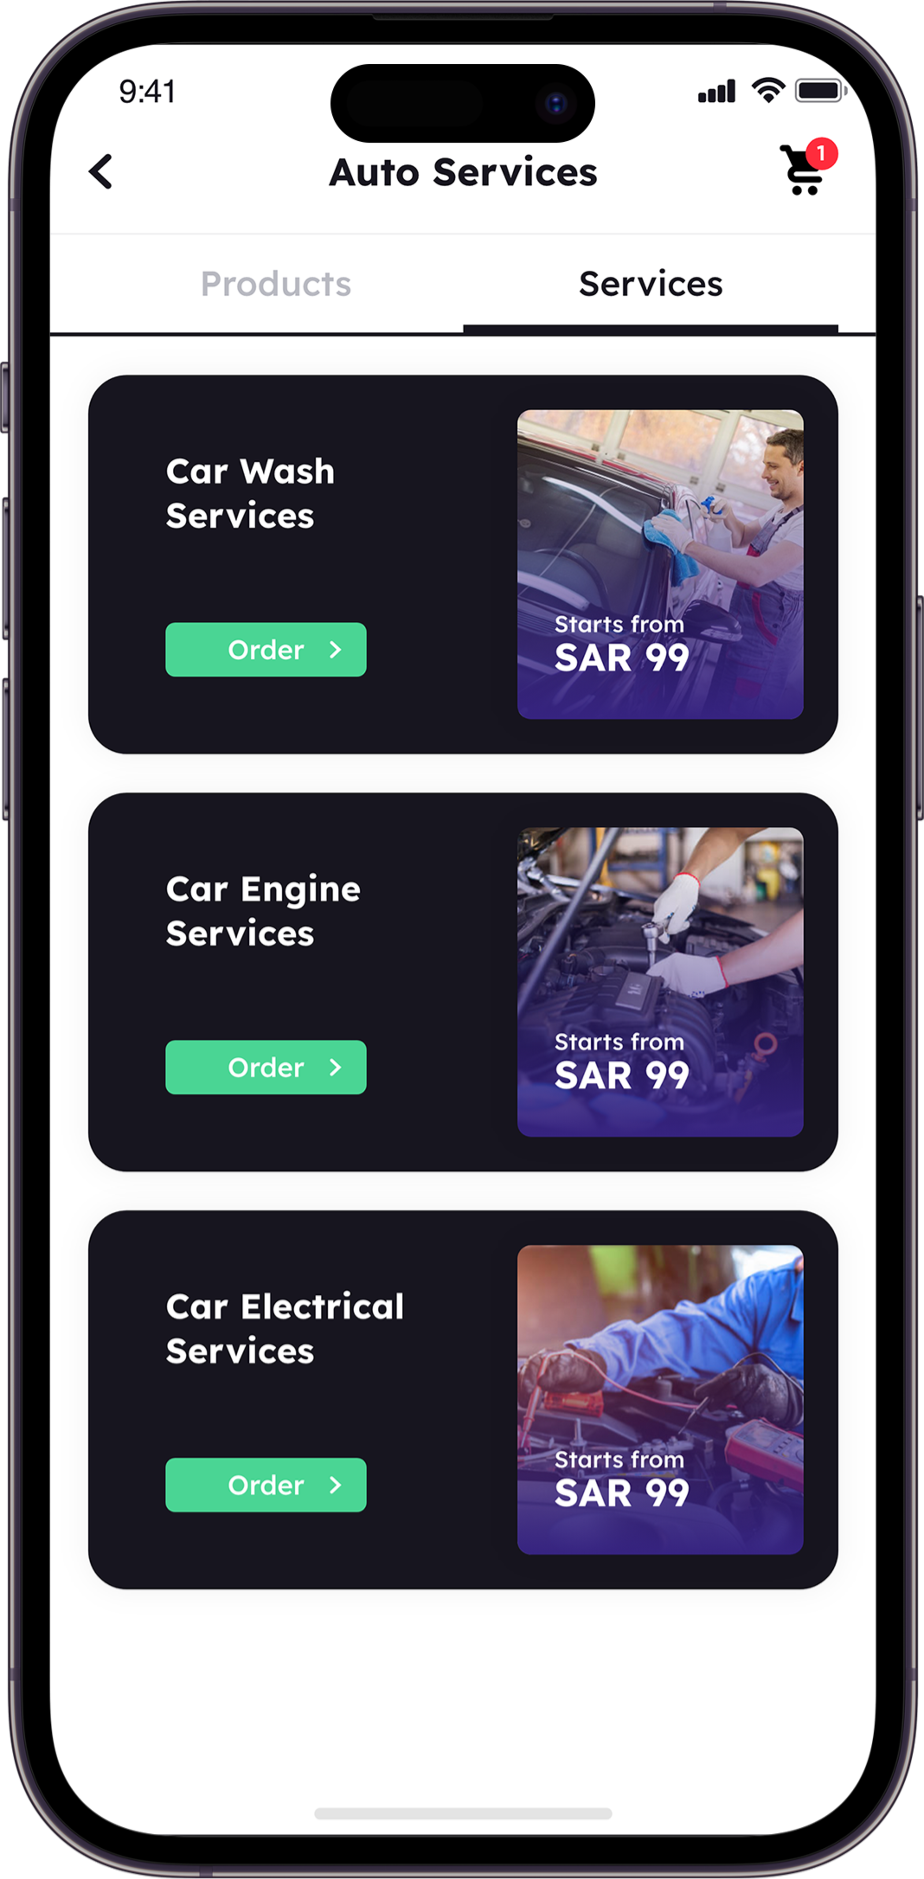 9:41
Auto Services
1
Products
Services
Car Wash
Services
Order
Starts from
SAR 99
Car Engine
Services
Order
Starts from
SAR 99
Car Electrical
Services
Order
Starts from
SAR 99